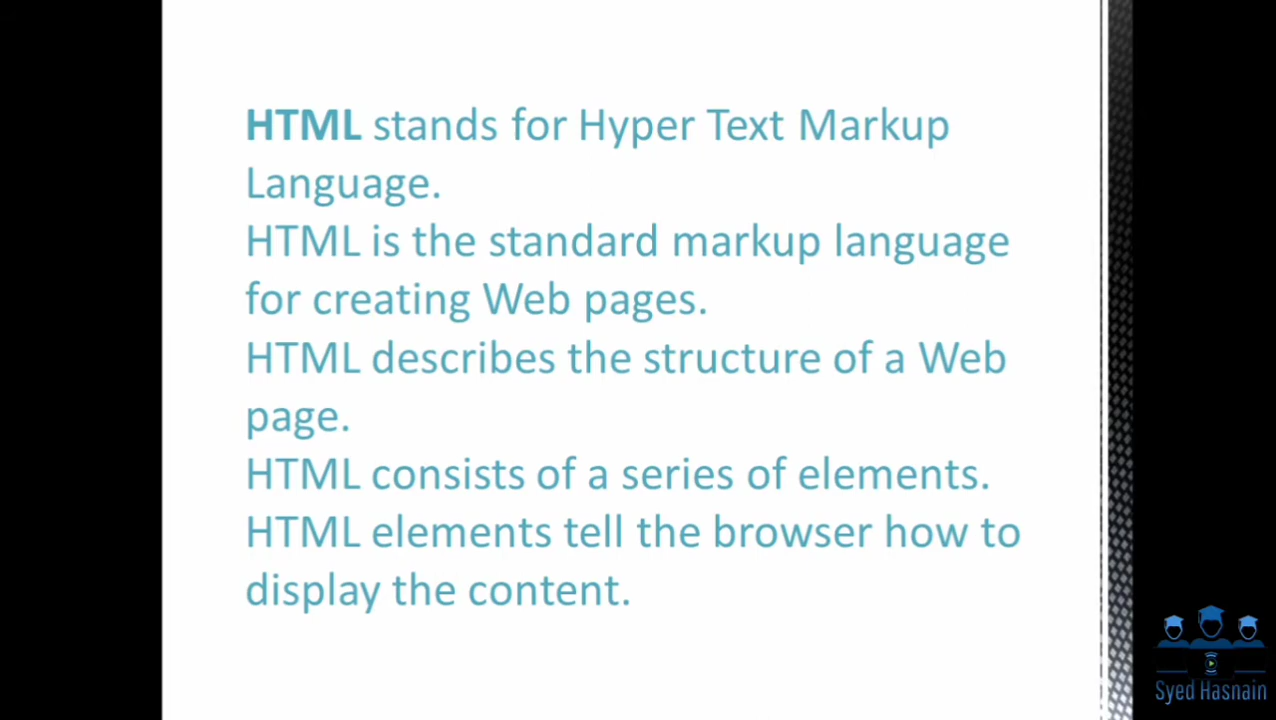 HTML stands for Hyper Text Markup
Language.
HTML is the standard markup language
for creating Web pages.
HTML describes the structure of a Web
page.
HTML consists of a series of elements.
HTML elements tell the browser how to
display the content.
Syed Hasnain